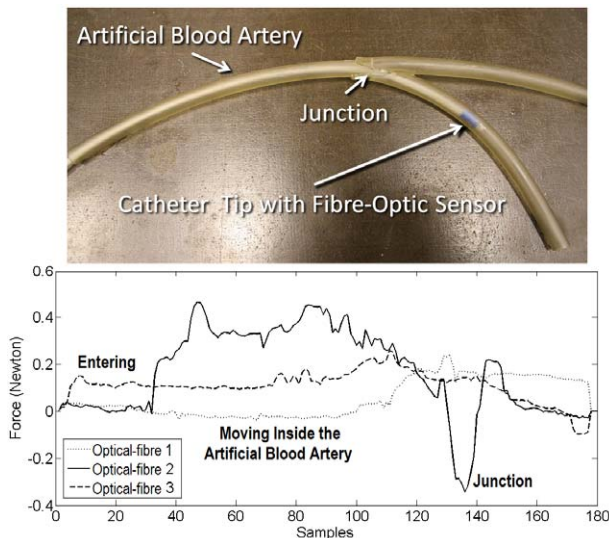 Artificial Blood Artery
Junction
Catheter Tip with Fibre-Optic Sensor
0.6
0.4
0.2
0
-0.2
-0.4
Force (Newton)
Entering
Moving Inside the
Artificial Blood Artery
Junction
Optical-fibre 1
Optical-fibre 2
Optical-fibre 3
0 20 40 60 80 100 120 140 160 180
Samples